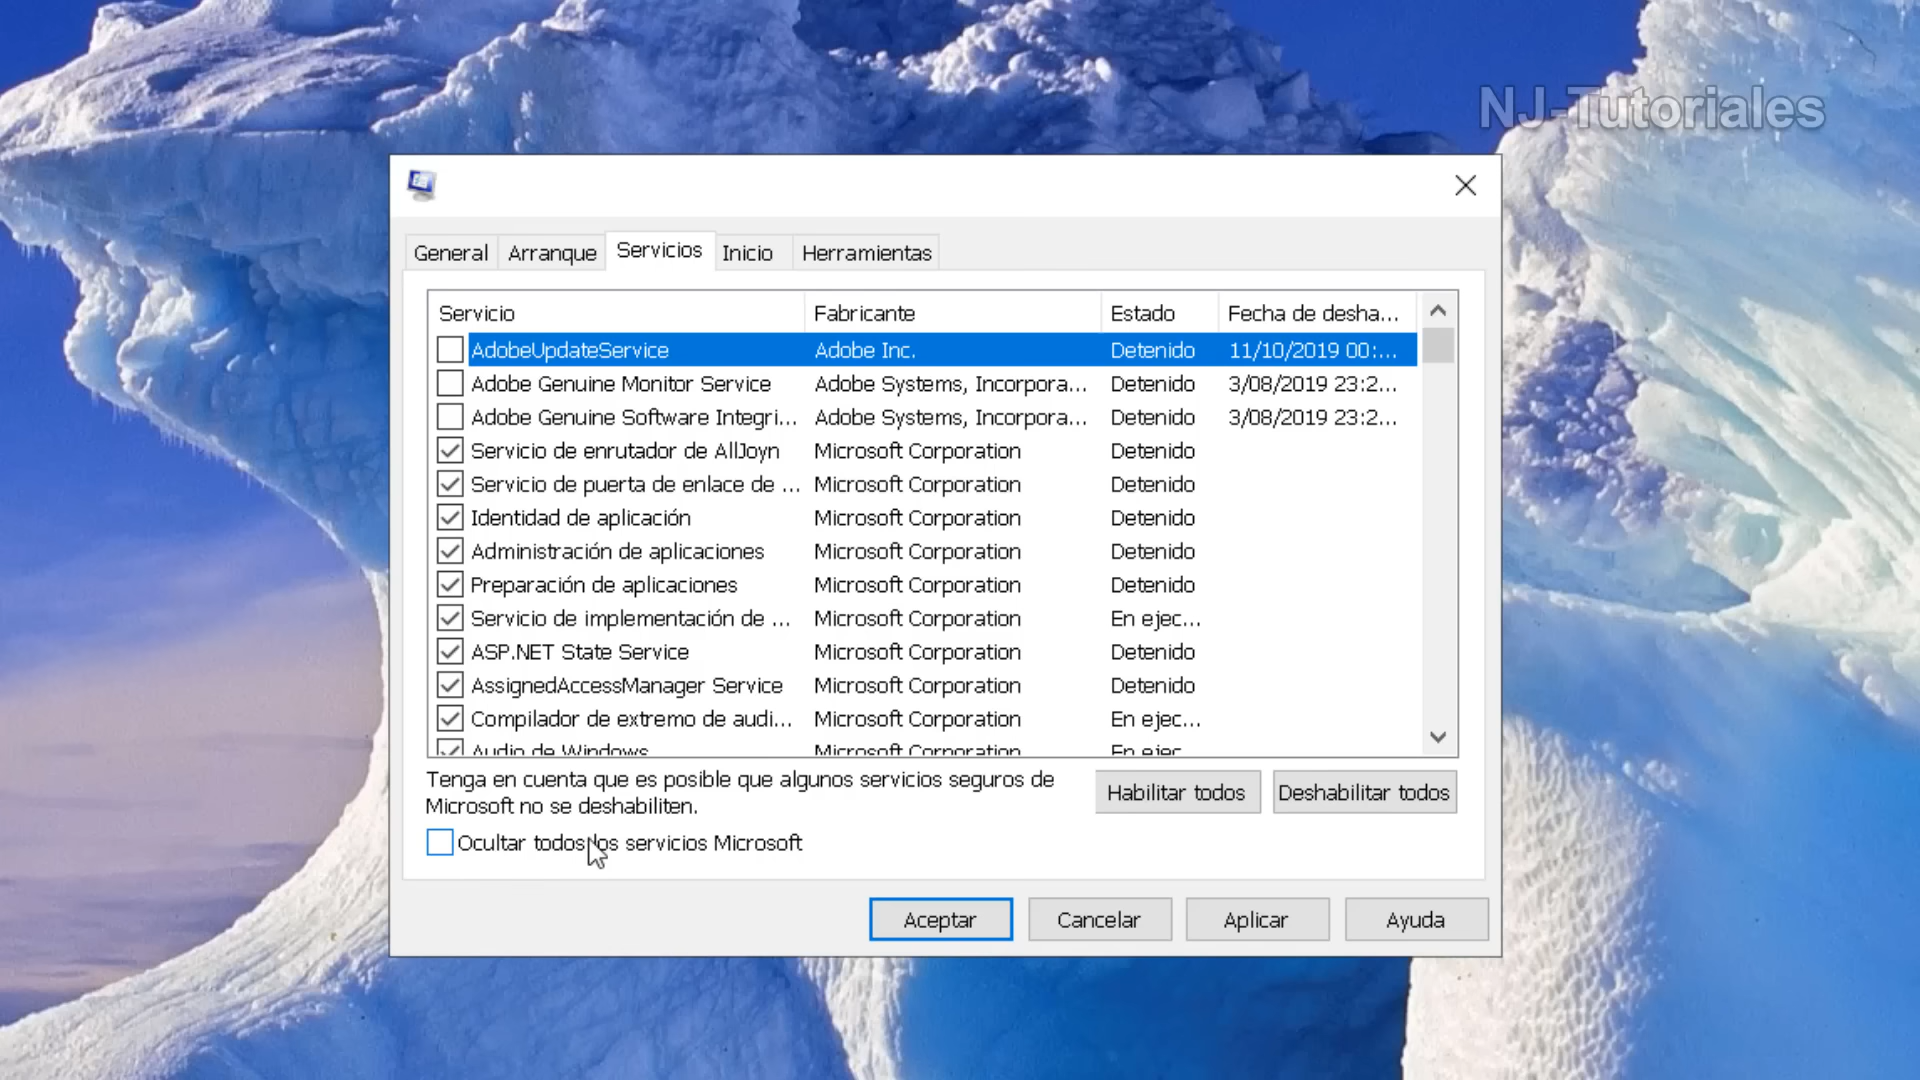 NJ-Tutoriales
General Arranque Servicios Inicio Herramientas
Servicio Fabricante Estado Fecha de desha...
AdobeUpdateService Adobe Inc. Detenido 11/10/2019 00:...
Adobe Genuine Monitor Service Adobe Systems, Incorpora... Detenido 3/08/2019 23:2...
Adobe Genuine Software Integri... Adobe Systems, Incorpora... Detenido 3/08/2019 23:2...
Servicio de enrutador de AllJoyn Microsoft Corporation Detenido
Servicio de puerta de enlace de ... Microsoft Corporation Detenido
Identidad de aplicación Microsoft Corporation Detenido
Administración de aplicaciones Microsoft Corporation Detenido
Preparación de aplicaciones Microsoft Corporation Detenido
Servicio de implementación de ... Microsoft Corporation En ejec...
ASP.NET State Service Microsoft Corporation Detenido
AssignedAccessManager Service Microsoft Corporation Detenido
Compilador de extremo de audi... Microsoft Corporation En ejec...
Audio de Windows Microsoft Corporation En ejec
Tenga en cuenta que es posible que algunos servicios seguros de
Microsoft no se deshabiliten.
Habilitar todos Deshabilitar todos
Ocultar todos los servicios Microsoft
Aceptar Cancelar Aplicar Ayuda